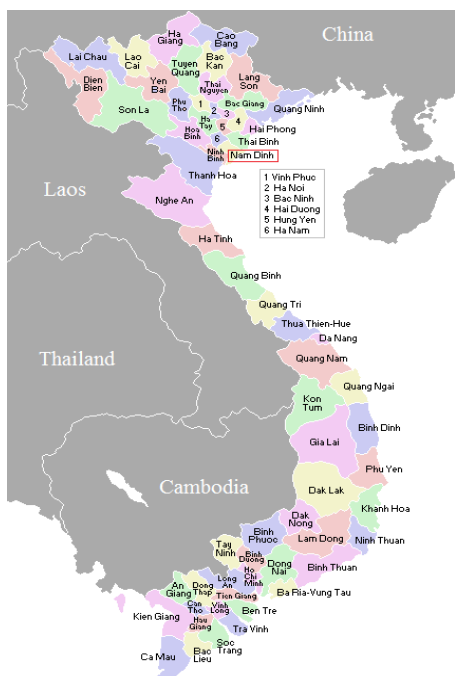 China
Ha
Giang
Cao
Bang
Lai Chau
Lao
Cai
Bac
Kan
Tuyen
Quang
Dien
Bien
Yen
Bai
Thai
Nguyen
Lang
Son
Son La
Phu
Tho
1
Bac Giang
Quang Ninh
2
3
4
Ha
Tay
5
Hoa
Binh
Hai Phong
6
Thai Binh
Ninh
Binh
Nam Dinh
Thanh Hoa
1 Vinh Phuc
2 Ha Noi
3 Bac Ninh
4 Hai Duong
5 Hung Yen
6 Ha Nam
Laos
Nghe An
Ha Tinh
Quang Binh
Quang Tri
Thua Thien-Hue
Da Nang
Thailand
Quang Nam
Quang Ngai
Kon
Tum
Binh Dinh
Gia Lai
Phu Yen
Cambodia
Dak Lak
Khanh Hoa
Dak
Nong
Binh
Phuoc
Lam Dong
Ninh Thuan
Tay
Ninh
Binh
Duong
Dong
Nai
Binh Thuan
Ho
Chi
Minh
Long
An
An
Giang
Dong
Thap
Tien Giang
Ba Ria-Vung Tau
Can
Tho
Vinh
Long
Ben Tre
Kien Giang
Hau
Giang
Tra Vinh
Soc
Trang
Bac
Lieu
Ca Mau